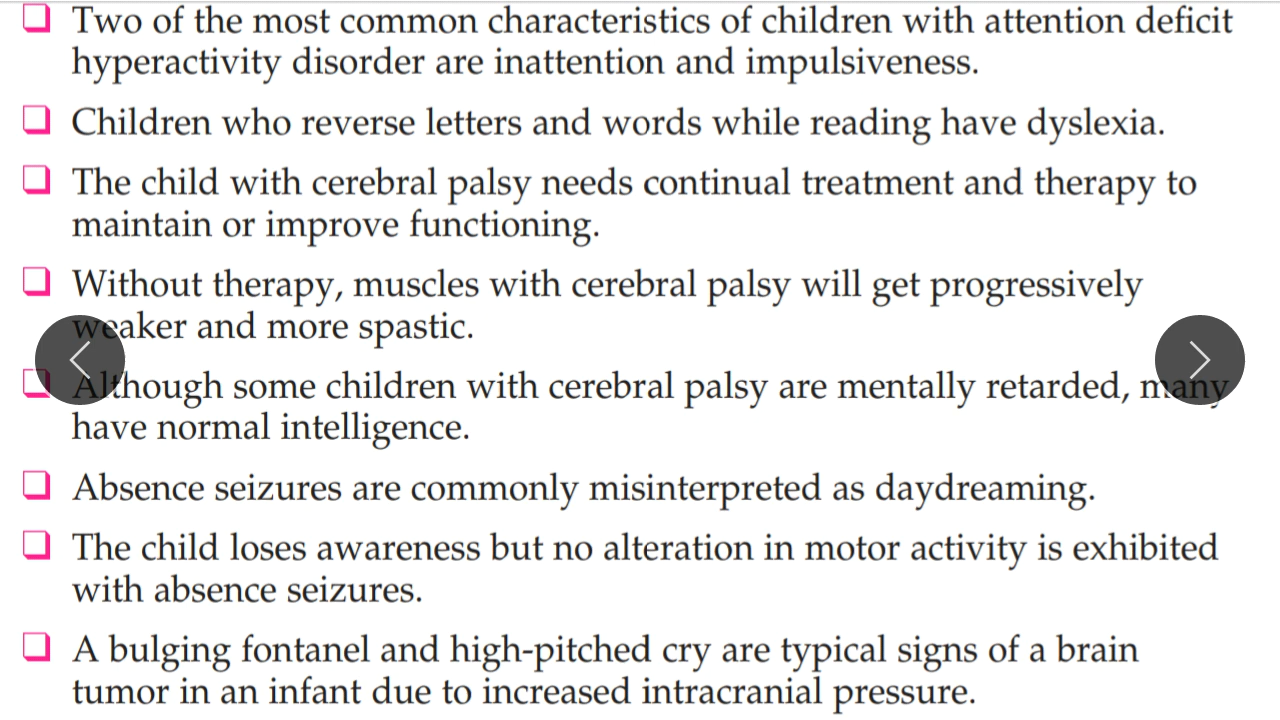 ❑ Two of the most common characteristics of children with attention deficit
hyperactivity disorder are inattention and impulsiveness.
❑ Children who reverse letters and words while reading have dyslexia.
❑ The child with cerebral palsy needs continual treatment and therapy to
maintain or improve functioning.
❑ Without therapy, muscles with cerebral palsy will get progressively
weaker and more spastic.
❑ Although some children with cerebral palsy are mentally retarded, many
have normal intelligence.
❑ Absence seizures are commonly misinterpreted as daydreaming.
❑ The child loses awareness but no alteration in motor activity is exhibited
with absence seizures.
❑ A bulging fontanel and high-pitched cry are typical signs of a brain
tumor in an infant due to increased intracranial pressure.